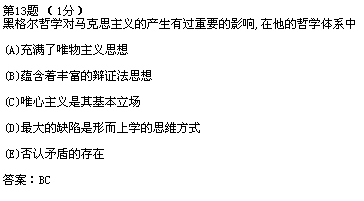 第13题 （1分）
黑格尔哲学对马克思主义的产生有过重要的影响,在他的哲学体系中
(A)充满了唯物主义思想
(B)蕴含着丰富的辩证法思想
(C)唯心主义是其基本立场
(D)最大的缺陷是形而上学的思维方式
(E)否认矛盾的存在
答案：BC